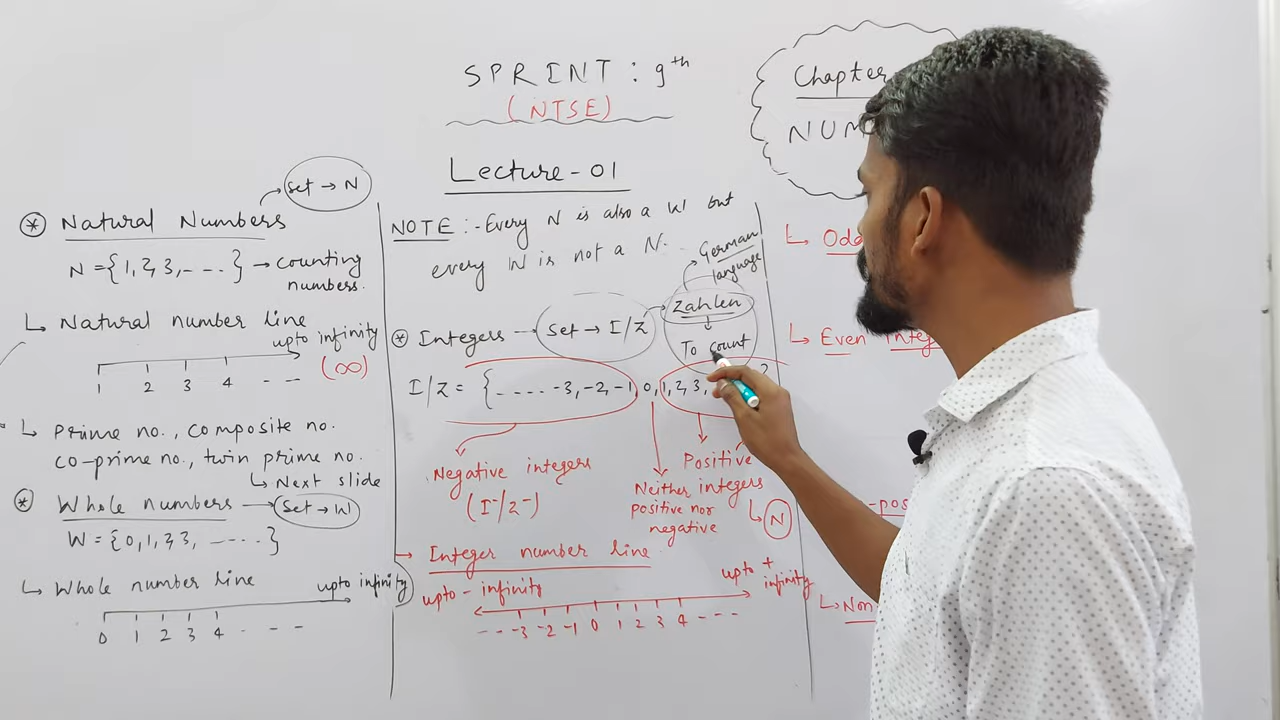 SPRINT : 9th
(NTSE)
Lecture-01
Chapter
* Natural Numbers
Set → N
N = {1, 2, 3, - - - -} → counting
numbers.
Natural number line
upto infinity
(∞)
1 2 3 4 - - -
Prime no., composite no.
co-prime no., twin prime no.
Next slide
* Whole numbers → Set → W
W = {0, 1, 2, 3, - - - - -}
Whole number line
upto infinity
0 1 2 3 4 - - -
NOTE :- Every N is also a W but
every W is not a N.
German
language
Zahlen
To count
* Integers → Set → I/Z
I/Z = { - - - - -3, -2, -1, 0, 1, 2, 3,
Negative integers
(I⁻/Z⁻)
Neither
positive nor
negative
Positive
integers
N
→ Integer number line
upto - infinity
upto +
infinity
- - - -3 -2 -1 0 1 2 3 4 - - - -
Even
Non